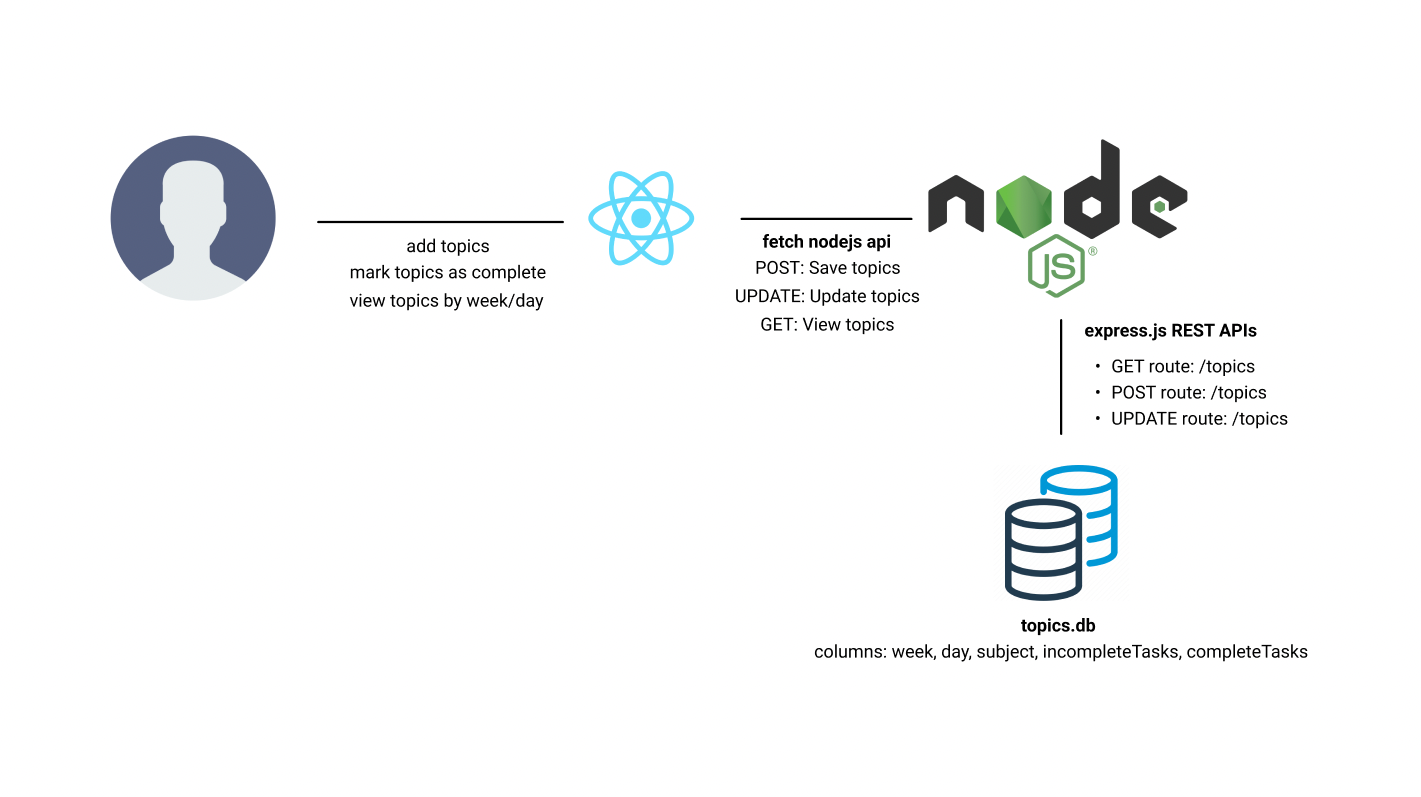 add topics
mark topics as complete
view topics by week/day
fetch nodejs api
POST: Save topics
UPDATE: Update topics
GET: View topics
node
JS®
express.js REST APIs
• GET route: /topics
• POST route: /topics
• UPDATE route: /topics
topics.db
columns: week, day, subject, incompleteTasks, completeTasks